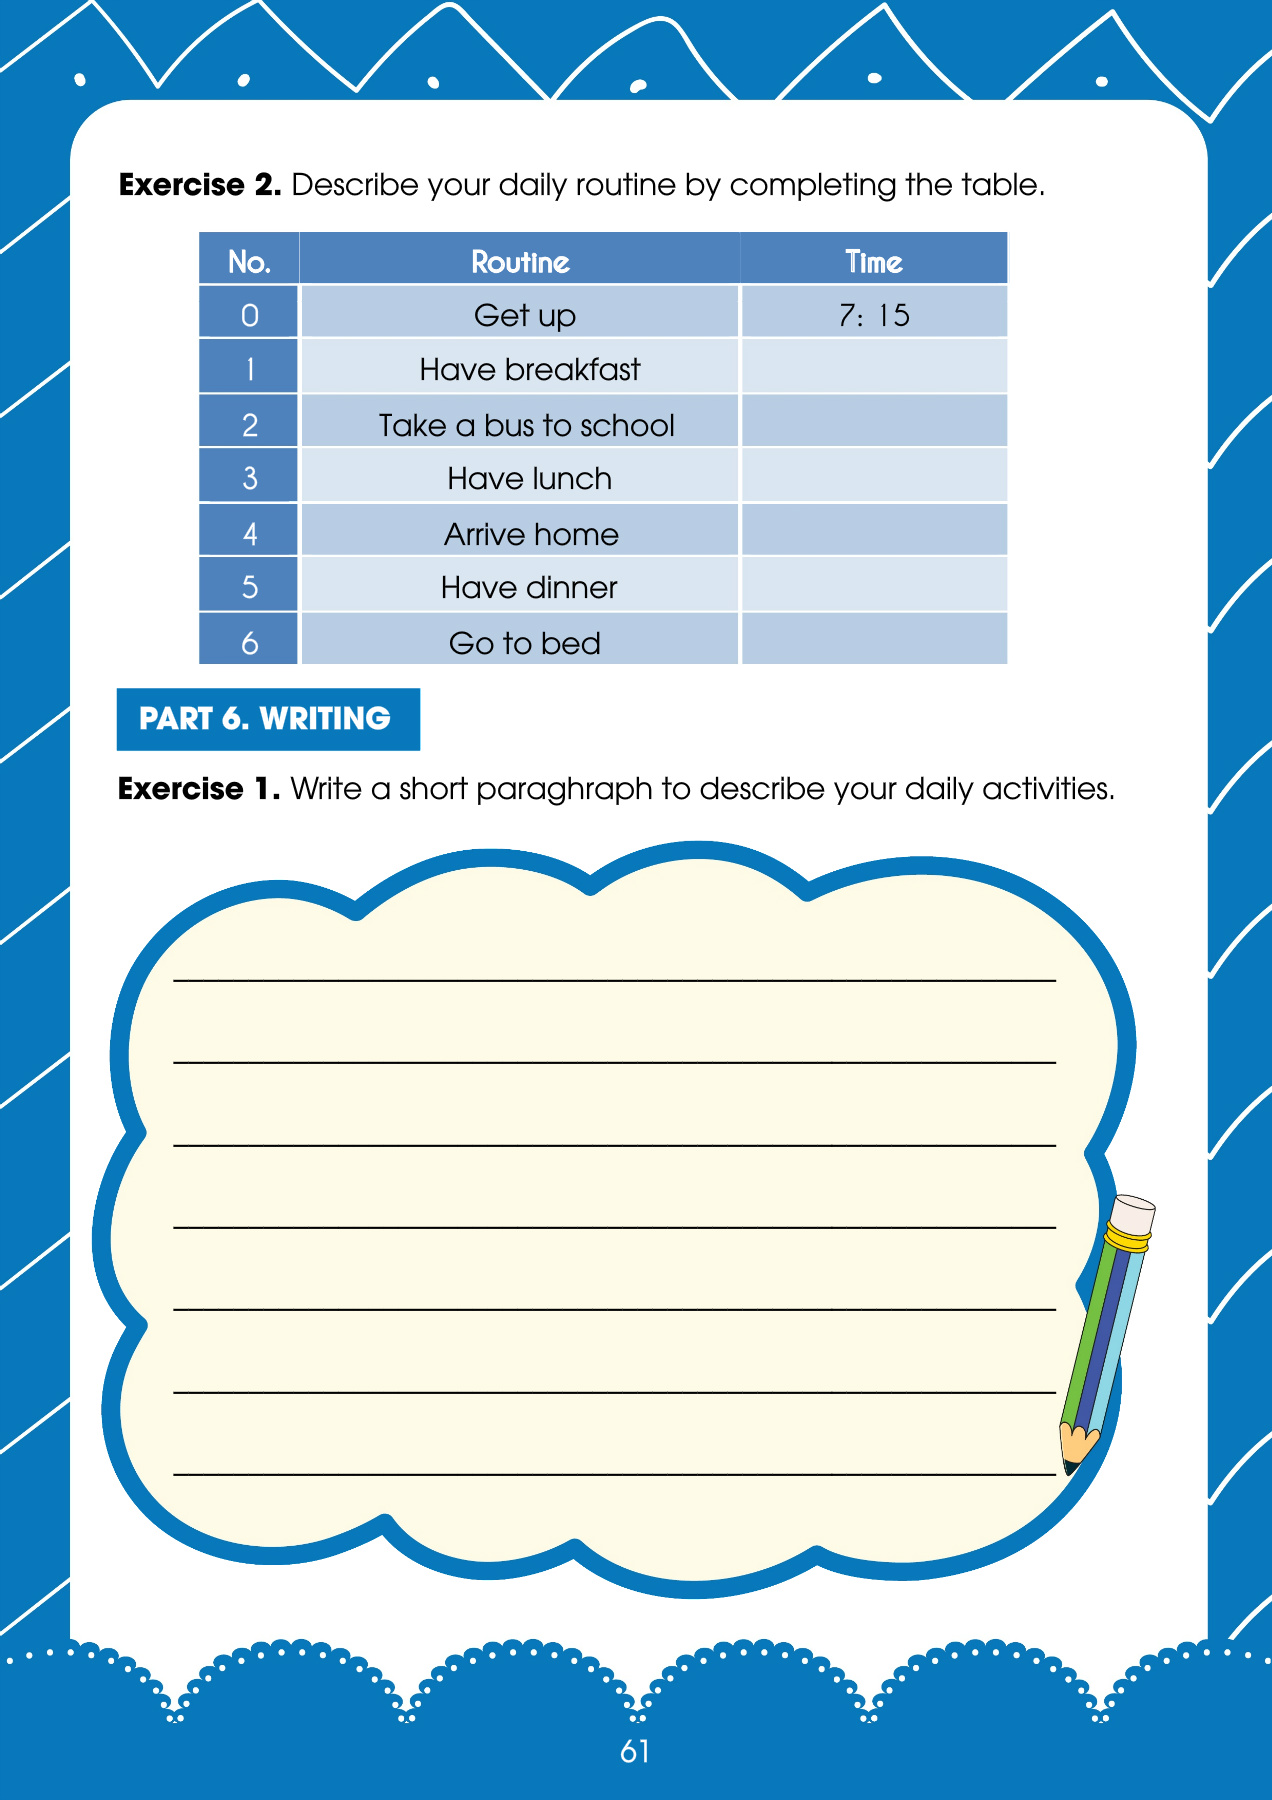 Exercise 2. Describe your daily routine by completing the table.
No. Routine Time
0 Get up 7: 15
1 Have breakfast
2 Take a bus to school
3 Have lunch
4 Arrive home
5 Have dinner
6 Go to bed
PART 6. WRITING
Exercise 1. Write a short paraghraph to describe your daily activities.
61